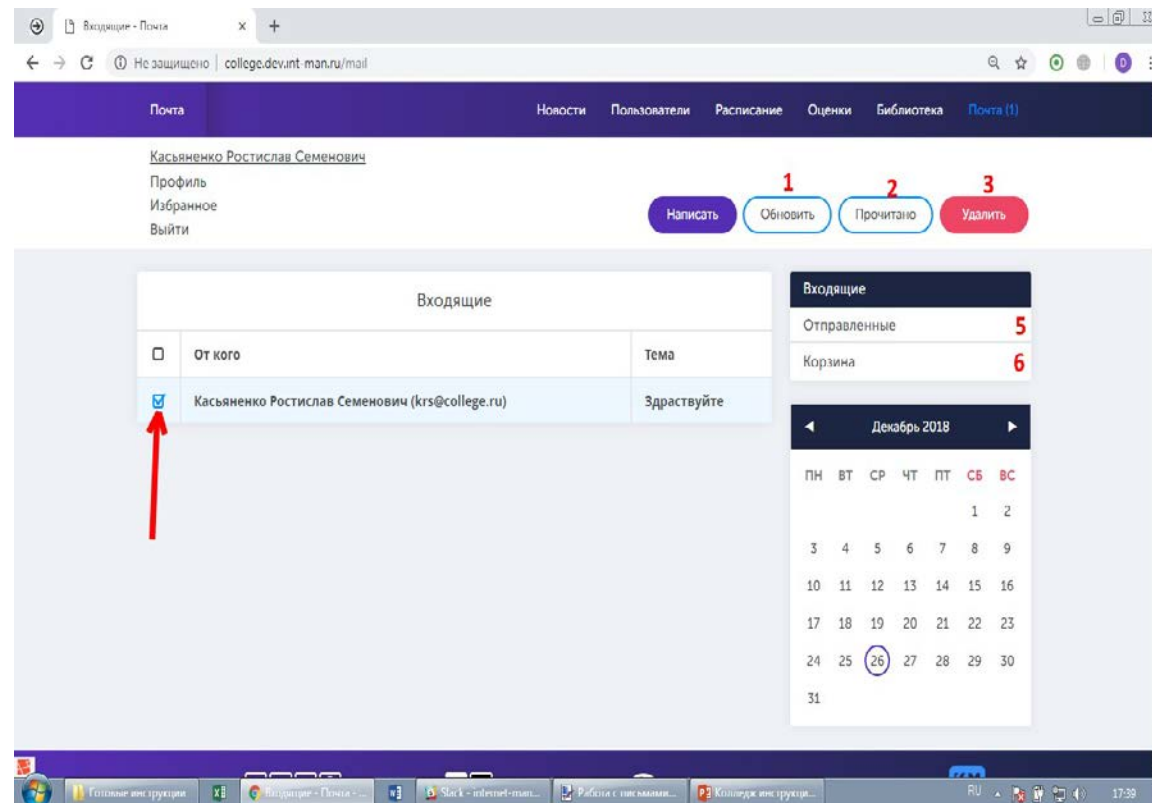 Входящие - Почта
Не защищено | college.dev.int-man.ru/mail
D
Почта Новости Пользователи Расписание Оценки Библиотека Почта (1)
Касьяненко Ростислав Семенович
Профиль
Избранное
Выйти
1 2 3
Написать Обновить Прочитано Удалить
Входящие
От кого Тема
Касьяненко Ростислав Семенович (krs@college.ru) Здраствуйте
Входящие
Отправленные 5
Корзина 6
Декабрь 2018
ПН ВТ СР ЧТ ПТ СБ ВС
1 2
3 4 5 6 7 8 9
10 11 12 13 14 15 16
17 18 19 20 21 22 23
24 25 26 27 28 29 30
31
Готовые инструкции Входящие - Почта - ... Slack - internet-man... Работа с письмами... Колледж инструкци... RU 17:39